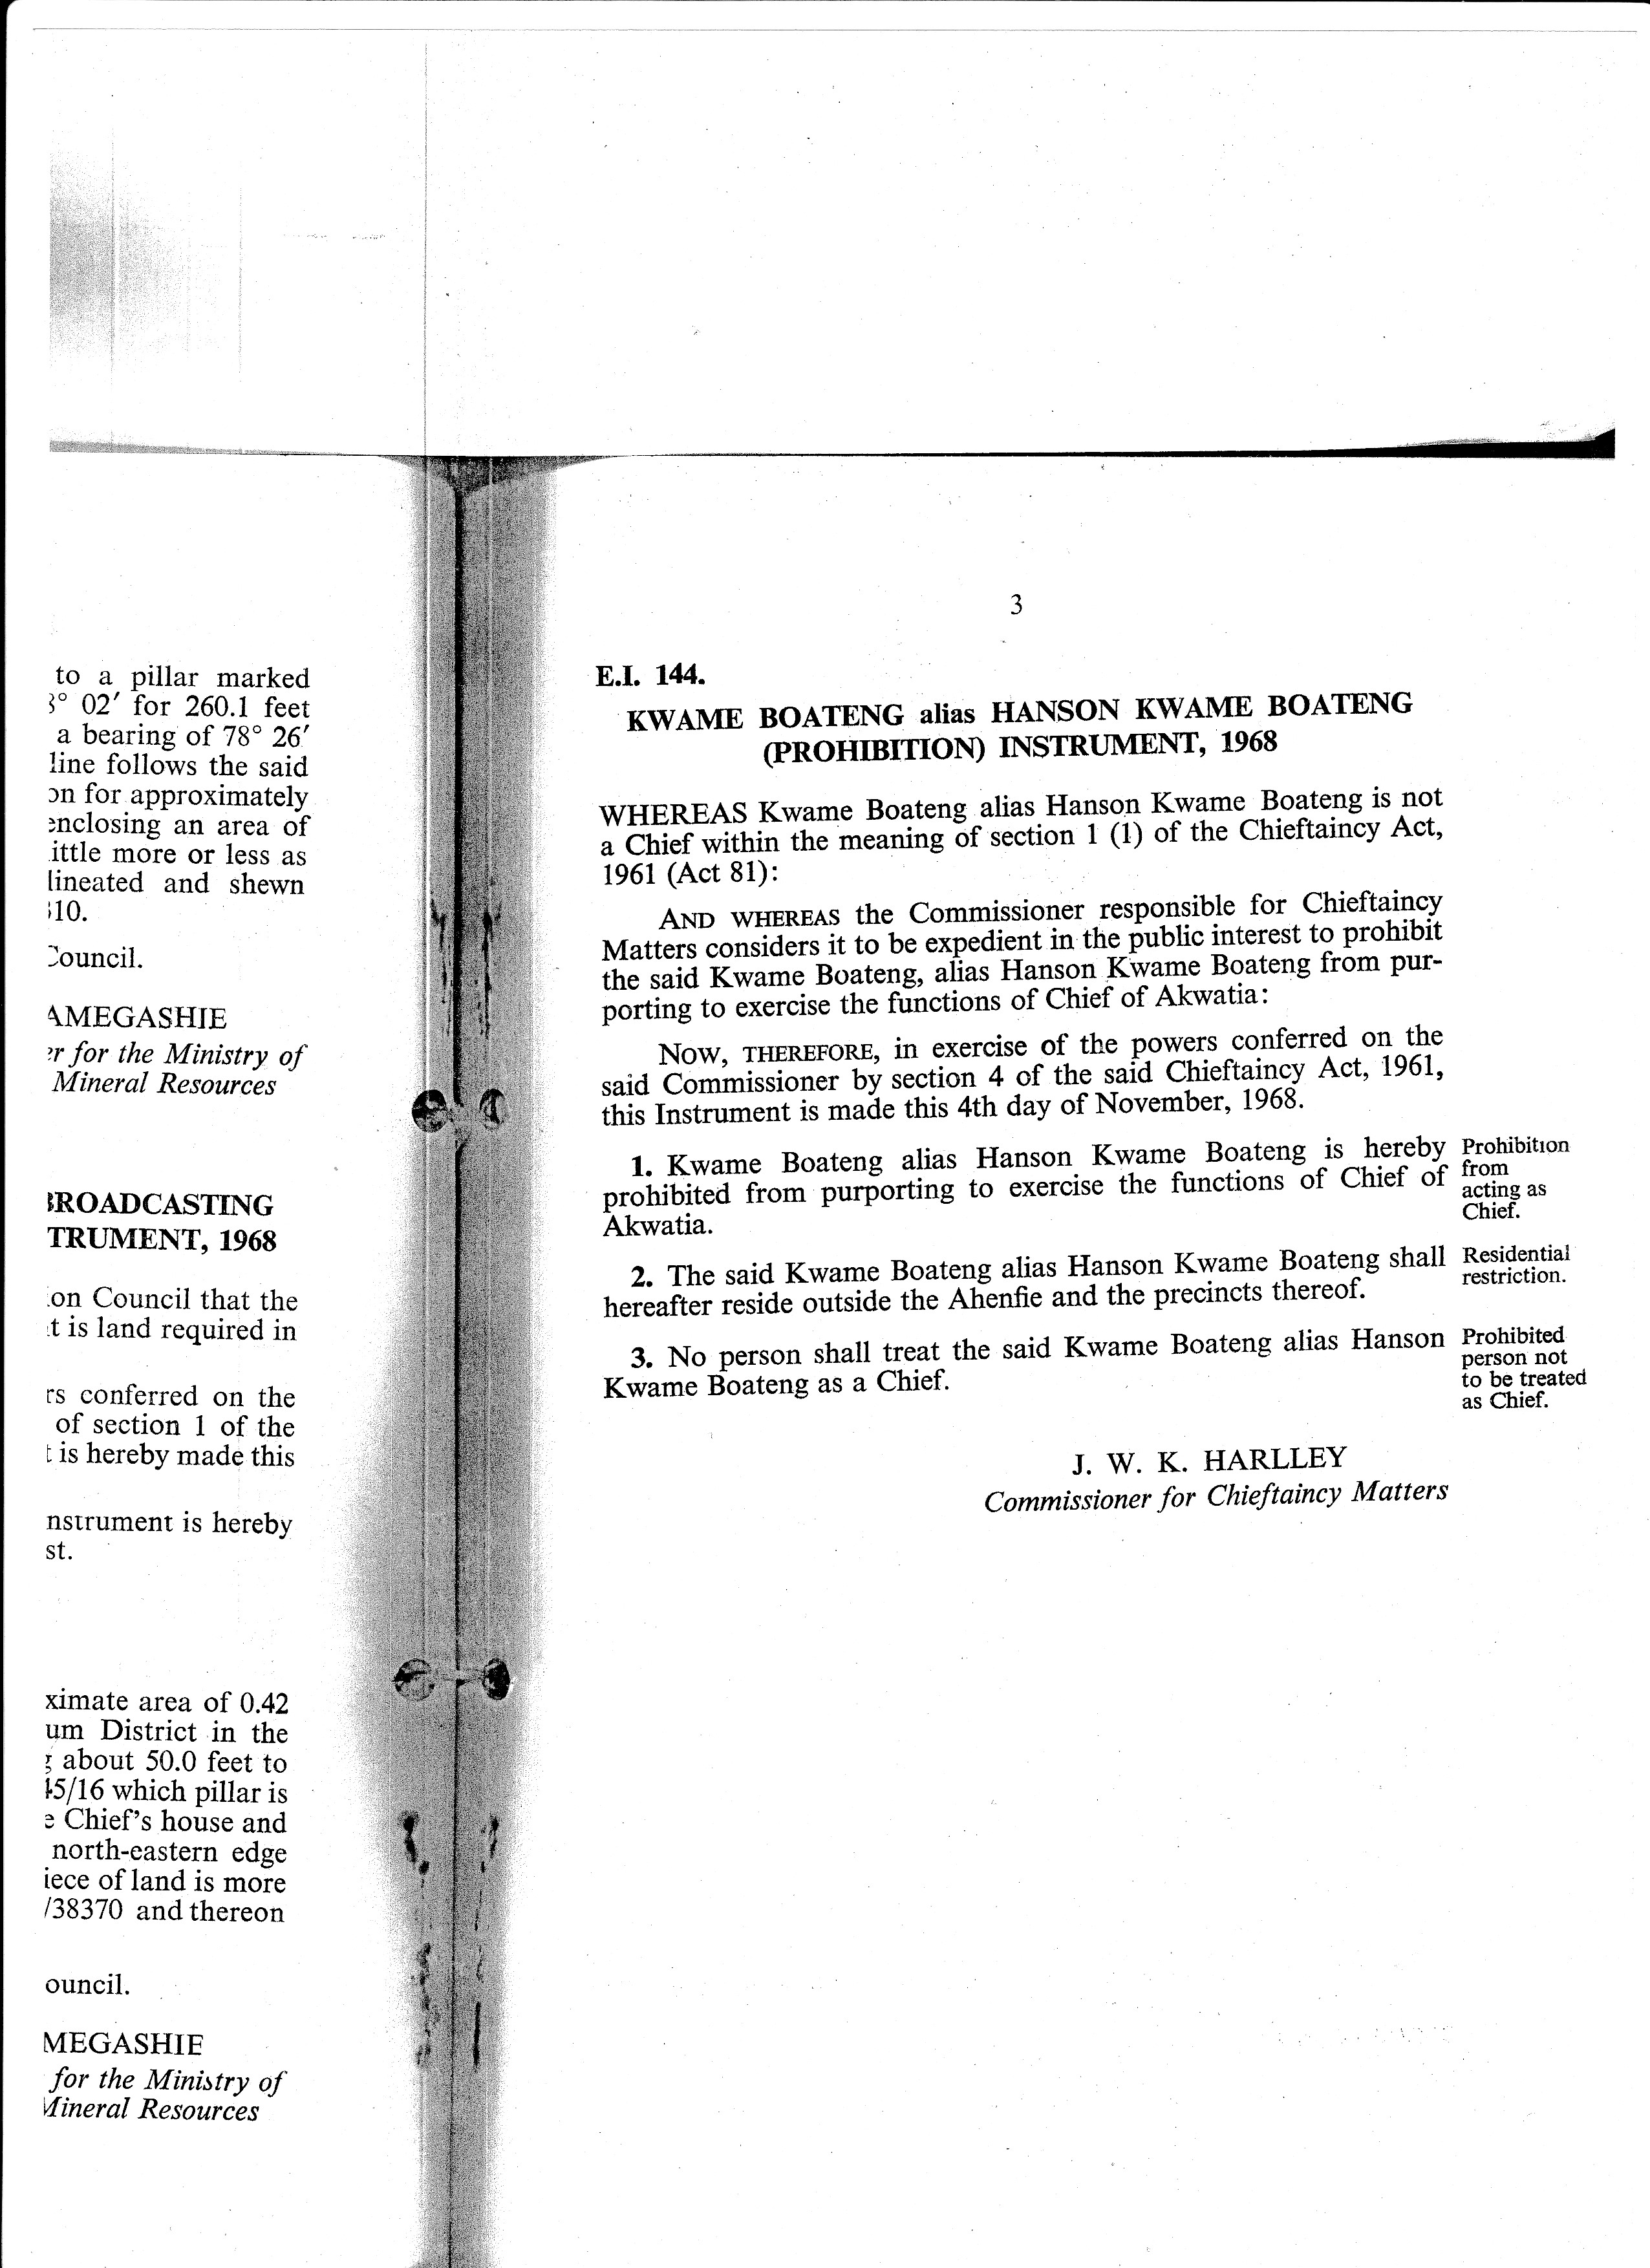 to a pillar marked
02′ for 260.1 feet
a bearing of 78° 26′
line follows the said
for approximately
enclosing an area of
little more or less as
lineated and shewn
10.
Council.
AMEGASHIE
for the Ministry of
Mineral Resources
BROADCASTING
TRUMENT, 1968
on Council that the
t is land required in
rs conferred on the
of section 1 of the
t is hereby made this
nstrument is hereby
st.
ximate area of 0.42
um District in the
about 50.0 feet to
45/16 which pillar is
e Chief's house and
north-eastern edge
iece of land is more
/38370 and thereon
ouncil.
MEGASHIE
for the Ministry of
Mineral Resources
3
E.I. 144.
KWAME BOATENG alias HANSON KWAME BOATENG
(PROHIBITION) INSTRUMENT, 1968
WHEREAS Kwame Boateng alias Hanson Kwame Boateng is not
a Chief within the meaning of section 1 (1) of the Chieftaincy Act,
1961 (Act 81):
AND WHEREAS the Commissioner responsible for Chieftaincy
Matters considers it to be expedient in the public interest to prohibit
the said Kwame Boateng, alias Hanson Kwame Boateng from pur-
porting to exercise the functions of Chief of Akwatia:
NOW, THEREFORE, in exercise of the powers conferred on the
said Commissioner by section 4 of the said Chieftaincy Act, 1961,
this Instrument is made this 4th day of November, 1968.
1. Kwame Boateng alias Hanson Kwame Boateng is hereby
prohibited from purporting to exercise the functions of Chief of
Akwatia.
Prohibition
from
acting as
Chief.
2. The said Kwame Boateng alias Hanson Kwame Boateng shall
hereafter reside outside the Ahenfie and the precincts thereof.
Residential
restriction.
3. No person shall treat the said Kwame Boateng alias Hanson
Kwame Boateng as a Chief.
Prohibited
person not
to be treated
as Chief.
J. W. K. HARLLEY
Commissioner for Chieftaincy Matters